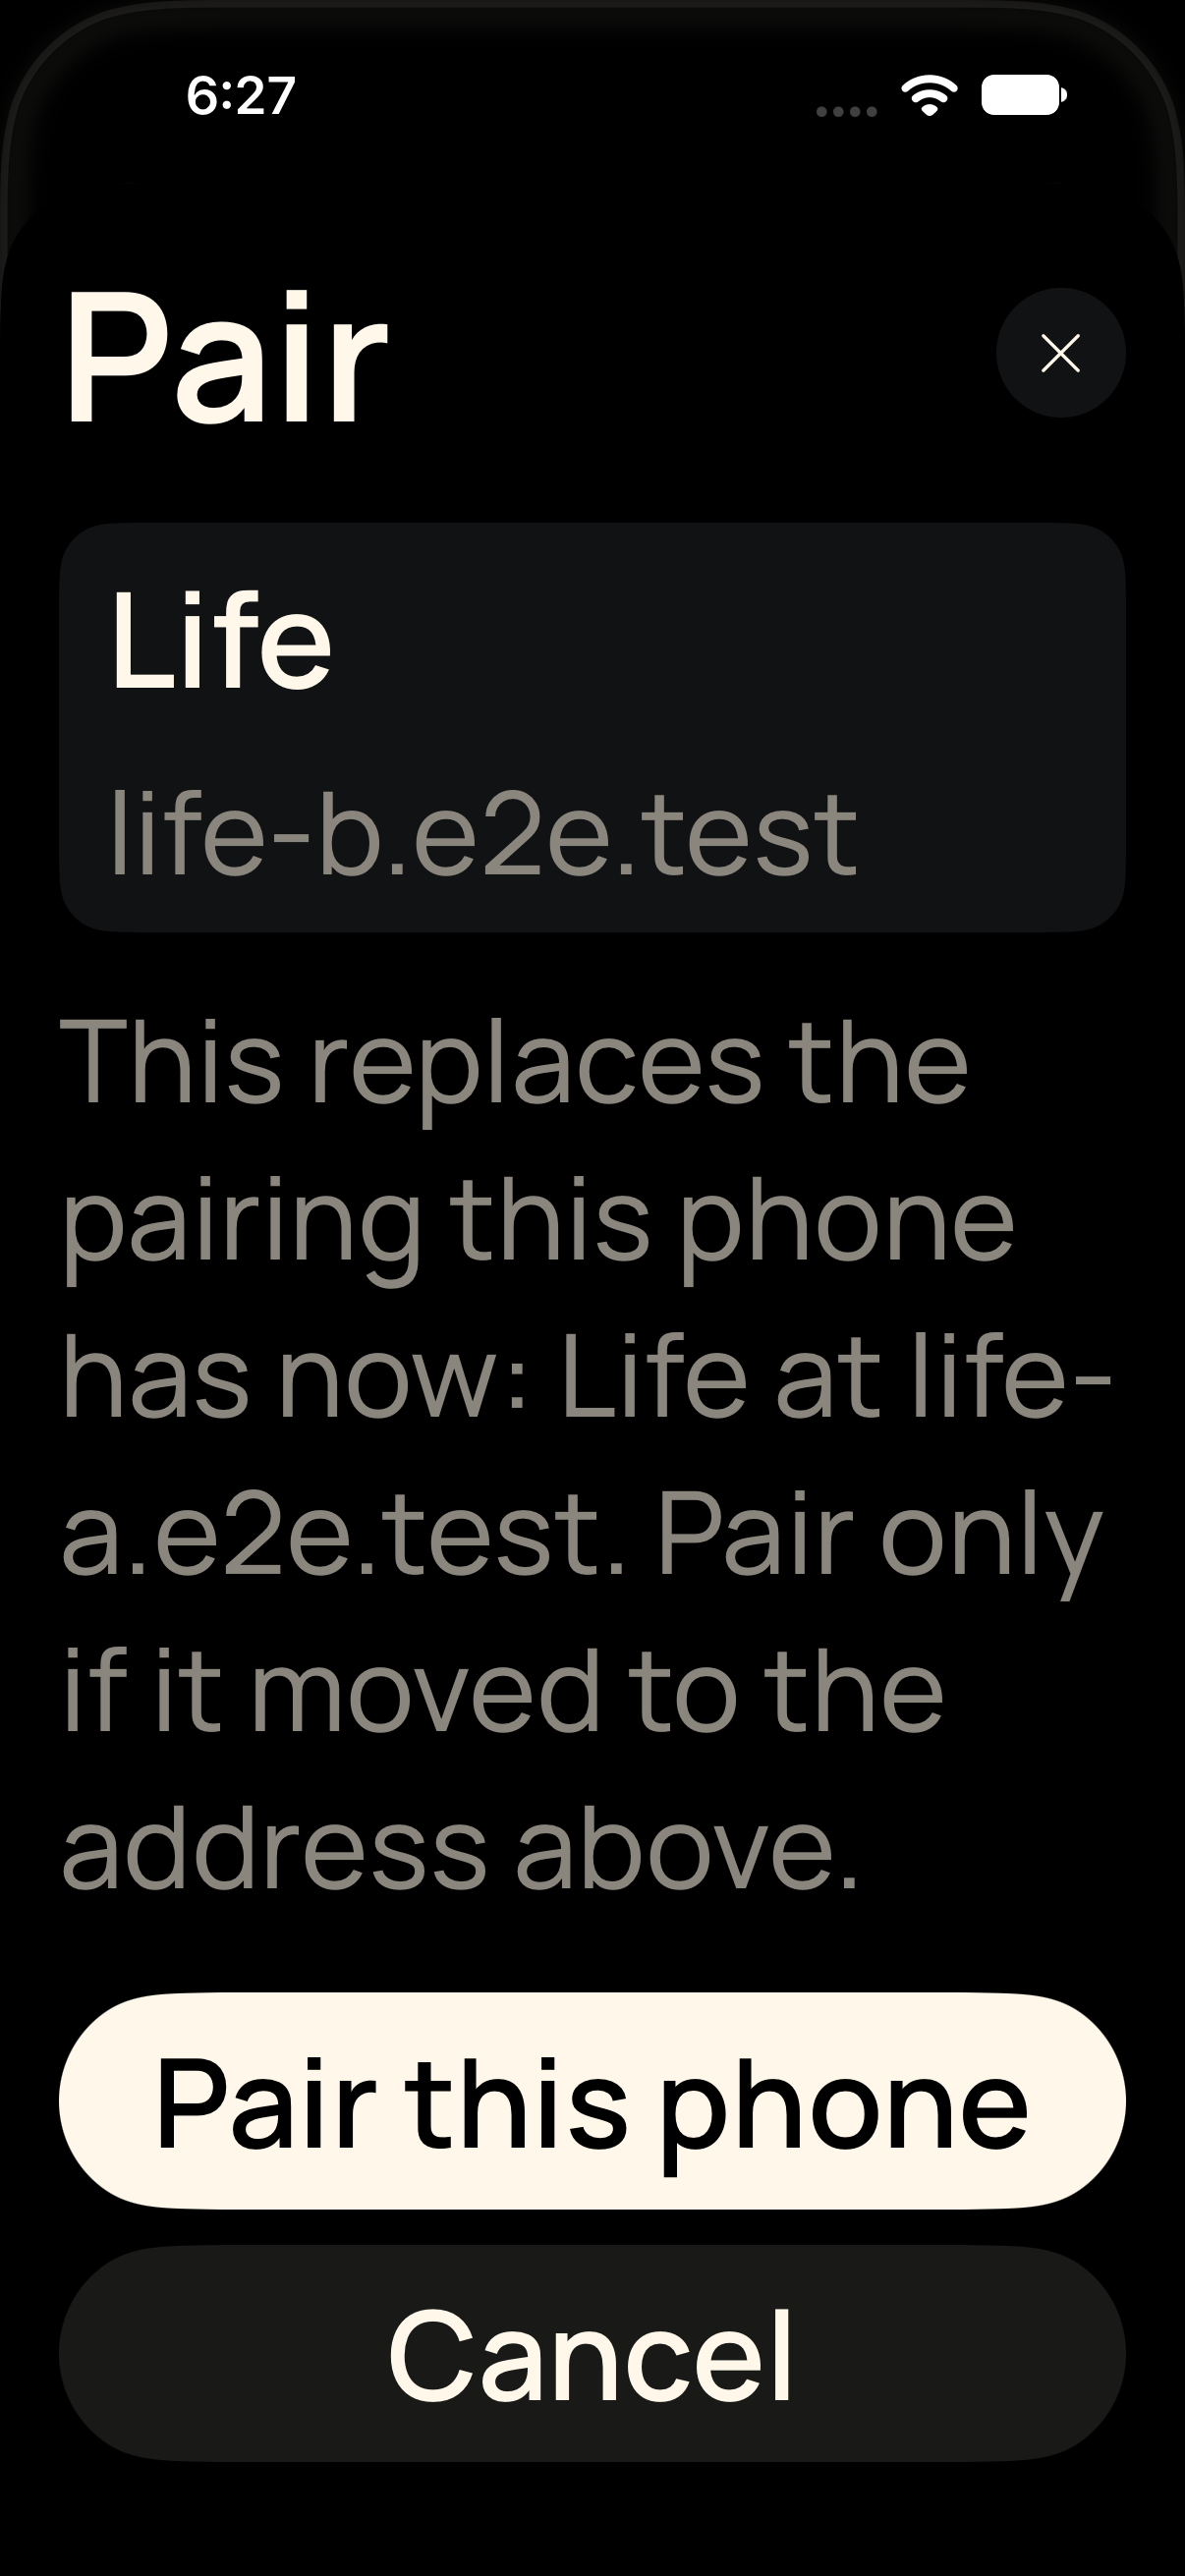 6:27
Pair
Life
life-b.e2e.test
This replaces the
pairing this phone
has now: Life at life-
a.e2e.test. Pair only
if it moved to the
address above.
Pair this phone
Cancel